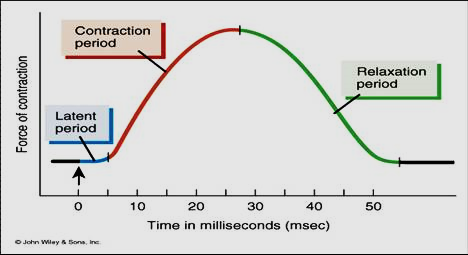 Contraction
period
Relaxation
period
Latent
period
Force of contraction
0 10 20 30 40 50
Time in milliseconds (msec)
© John Wiley & Sons, Inc.